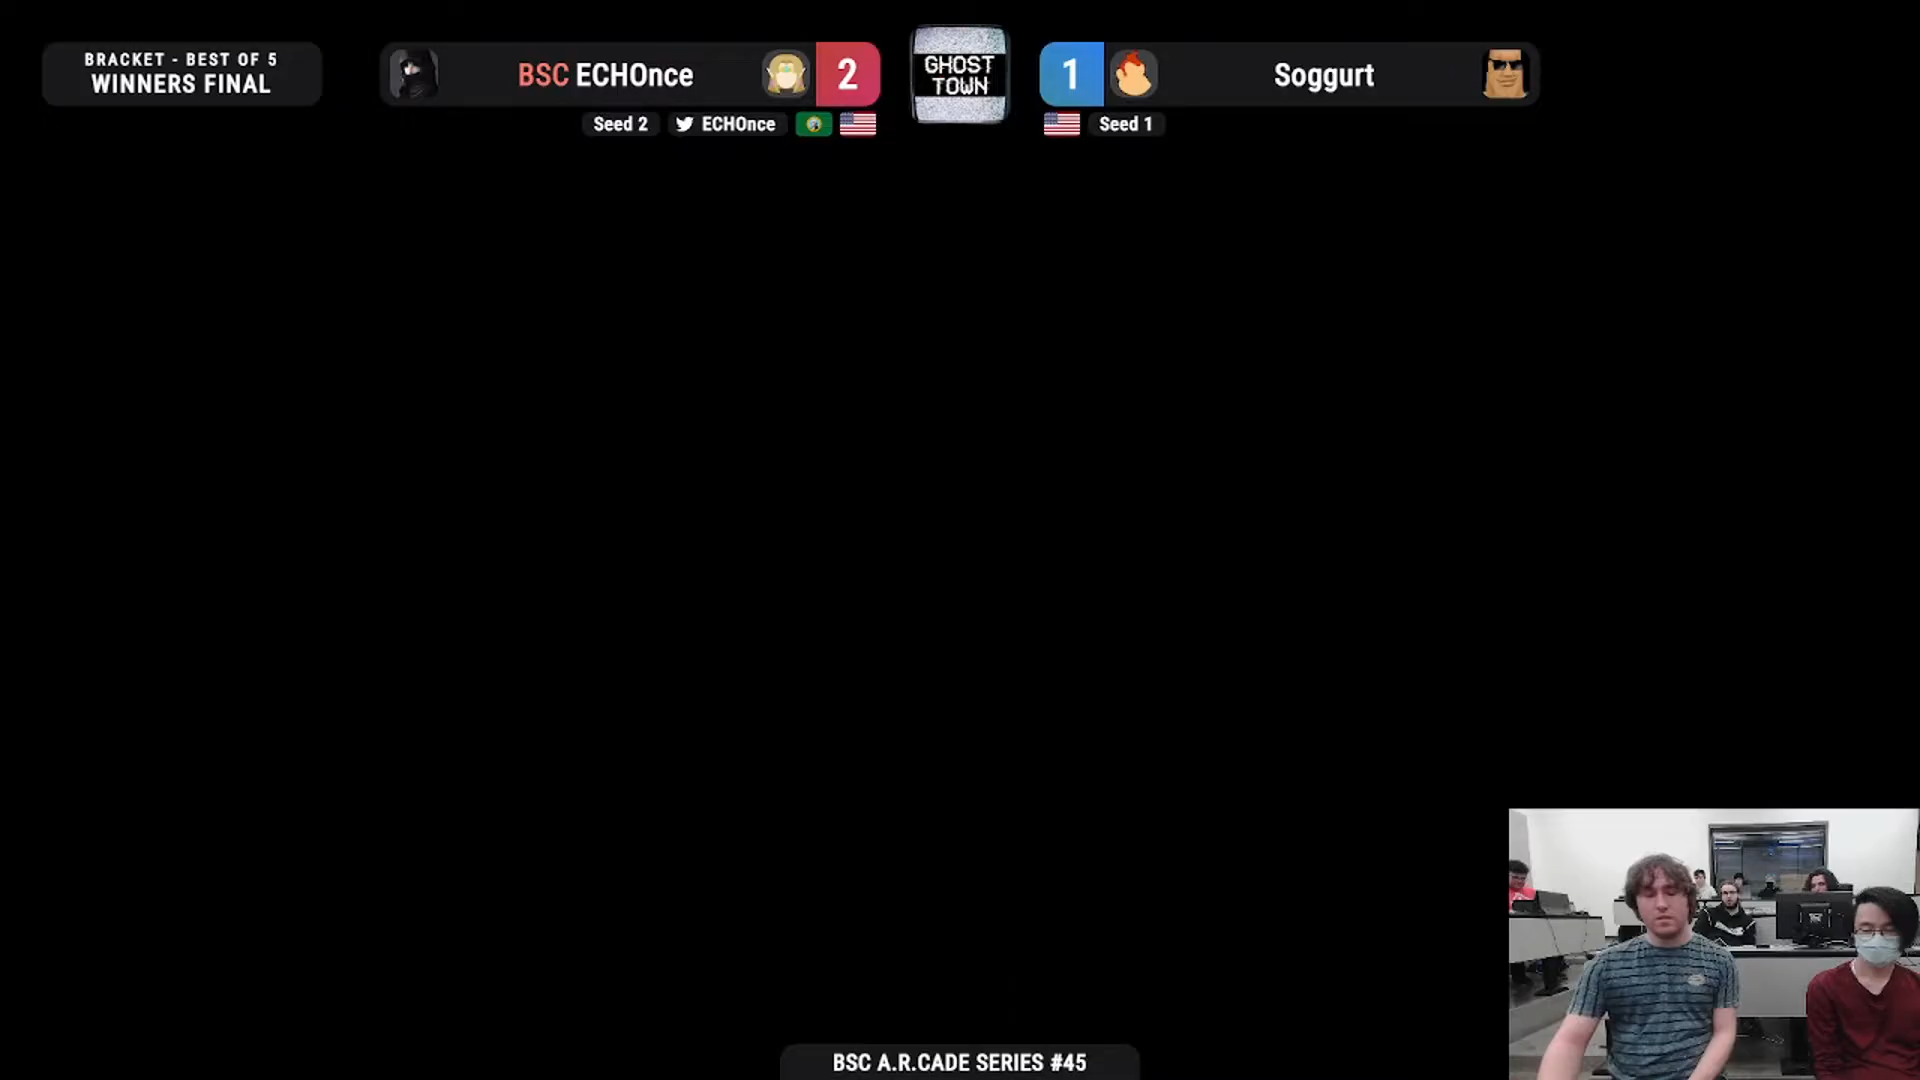 BRACKET - BEST OF 5
WINNERS FINAL
BSC ECHOnce
2
GHOST
TOWN
1
Soggurt
Seed 2
ECHOnce
Seed 1
BSC A.R.CADE SERIES #45